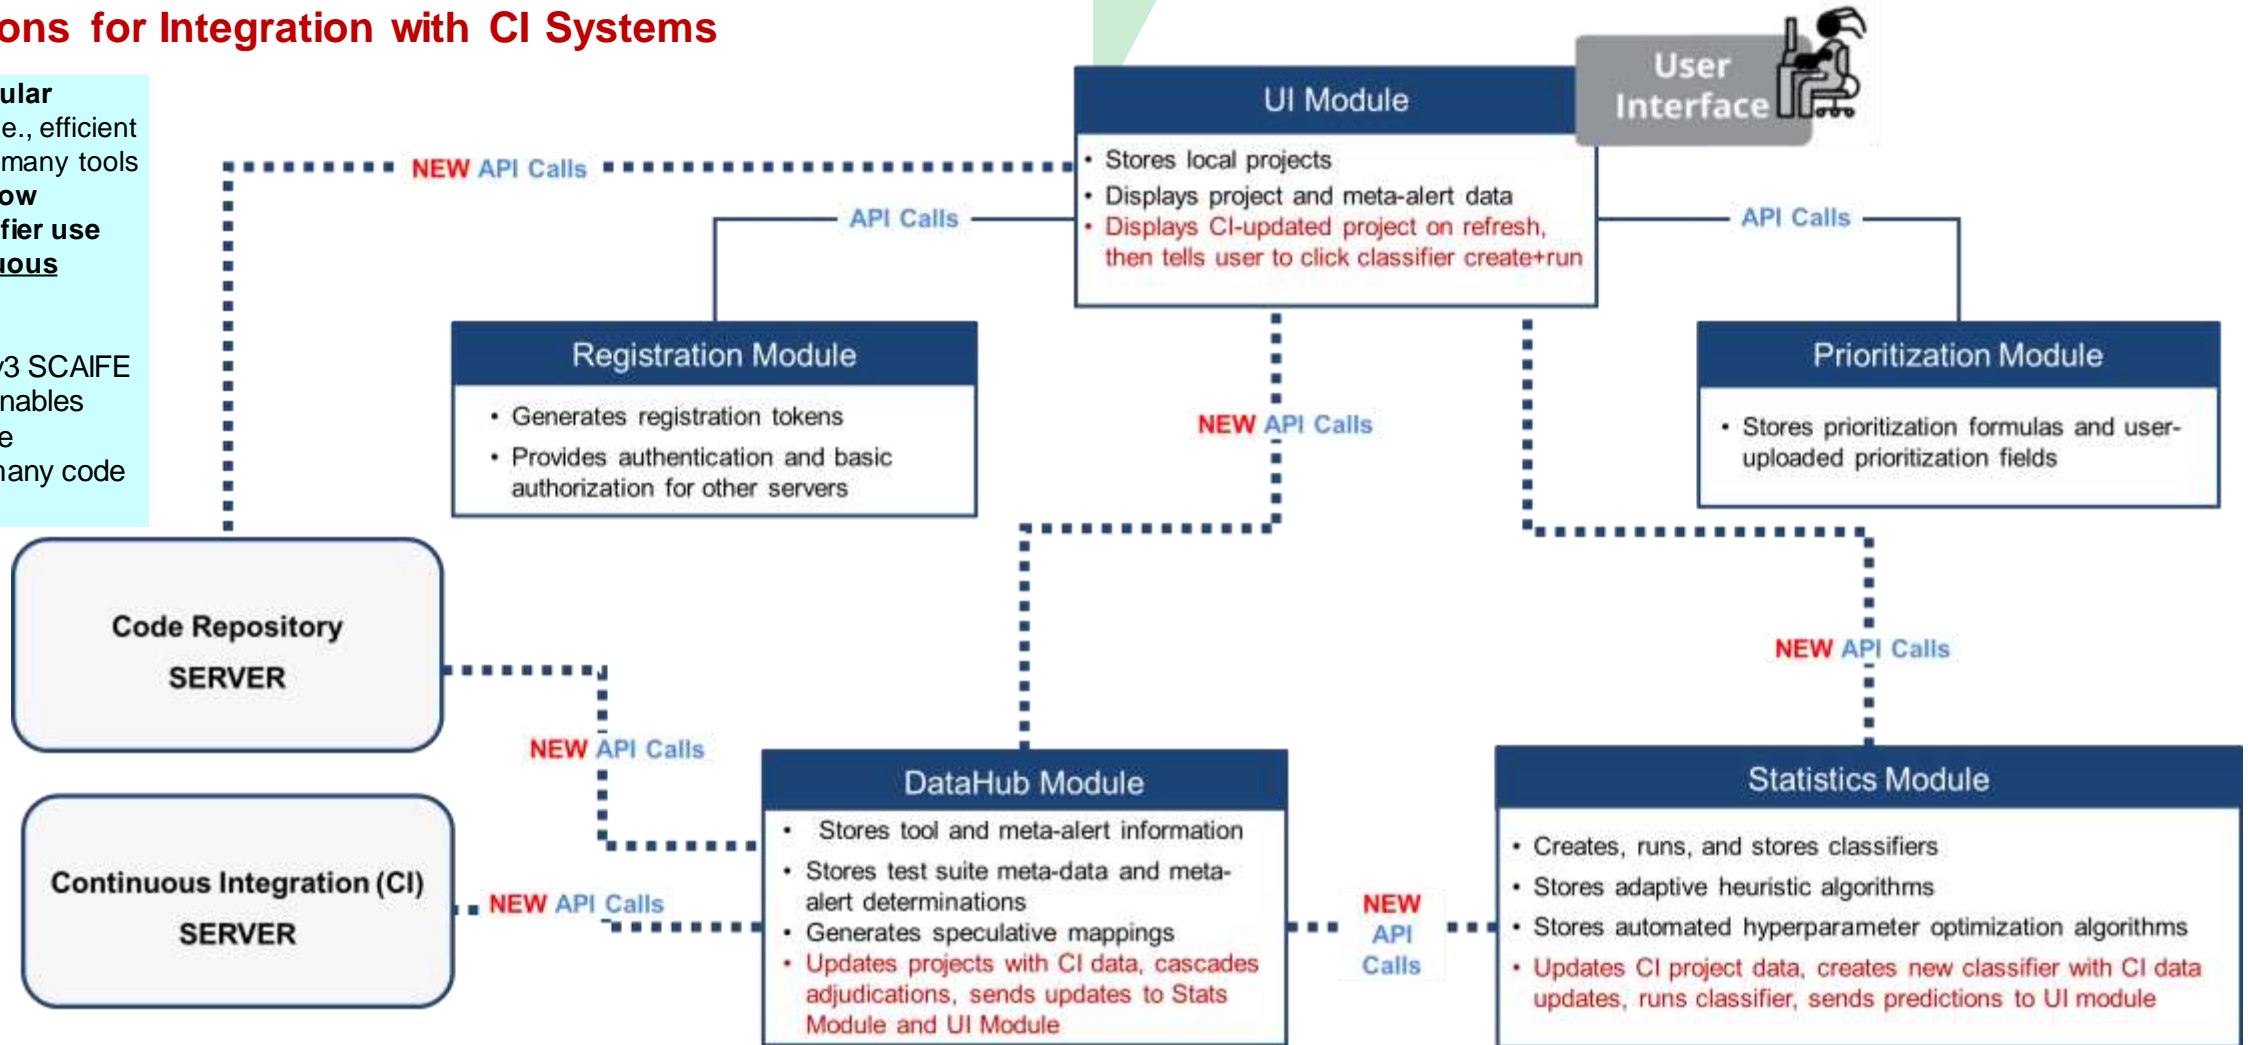 ons for Integration with CI Systems
ular
e., efficient
many tools
ow
fier use
uous
v3 SCAIFE
nables
e
many code
User
Interface
UI Module
• Stores local projects
• Displays project and meta-alert data
• Displays CI-updated project on refresh,
then tells user to click classifier create+run
NEW API Calls
API Calls
API Calls
Registration Module
• Generates registration tokens
• Provides authentication and basic
authorization for other servers
NEW API Calls
Prioritization Module
• Stores prioritization formulas and user-
uploaded prioritization fields
Code Repository
SERVER
NEW API Calls
NEW API Calls
Continuous Integration (CI)
SERVER
NEW API Calls
DataHub Module
• Stores tool and meta-alert information
• Stores test suite meta-data and meta-
alert determinations
• Generates speculative mappings
• Updates projects with CI data, cascades
adjudications, sends updates to Stats
Module and UI Module
NEW
API
Calls
Statistics Module
• Creates, runs, and stores classifiers
• Stores adaptive heuristic algorithms
• Stores automated hyperparameter optimization algorithms
• Updates CI project data, creates new classifier with CI data
updates, runs classifier, sends predictions to UI module